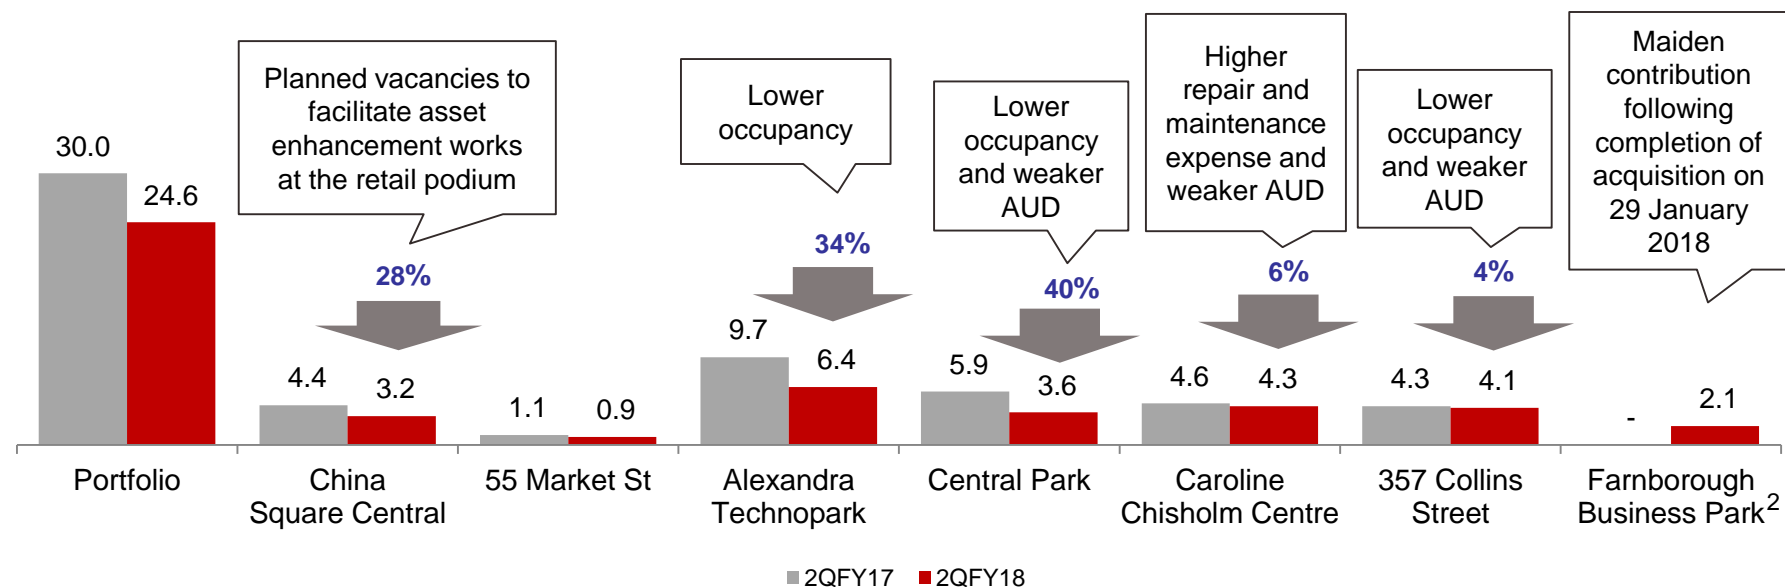 Planned vacancies to
facilitate asset
enhancement works
at the retail podium
Lower
occupancy
Lower
occupancy
and weaker
AUD
Higher
repair and
maintenance
expense and
weaker AUD
Lower
occupancy
and weaker
AUD
Maiden
contribution
following
completion of
acquisition on
29 January
2018
28%
34%
40%
6%
4%
30.0
24.6
4.4
3.2
1.1
0.9
9.7
6.4
5.9
3.6
4.6
4.3
4.3
4.1
-
2.1
Portfolio
China
Square Central
55 Market St
Alexandra
Technopark
Central Park
Caroline
Chisholm Centre
357 Collins
Street
Farnborough
Business Park2
2QFY17 2QFY18